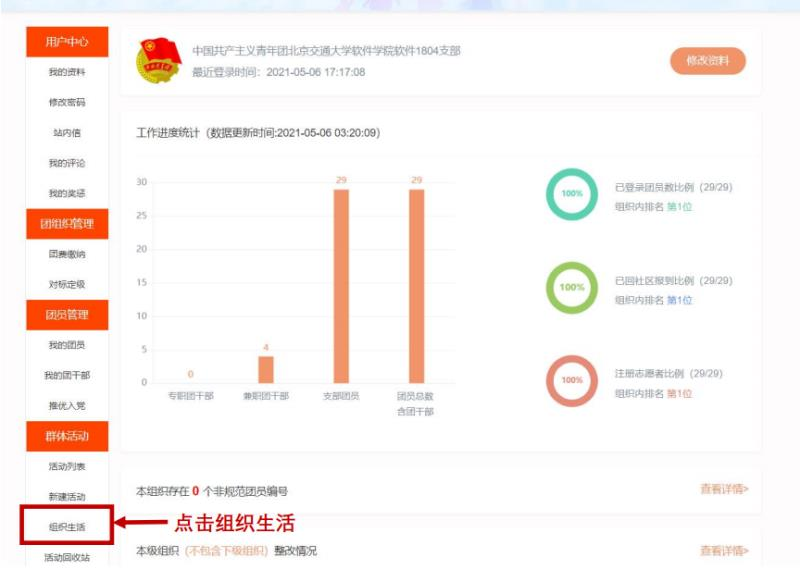 用户中心
我的资料
修改密码
站内信
我的评论
我的奖惩
团组织管理
团费缴纳
对标定级
团员管理
我的团员
我的团干部
推优入党
群体活动
活动列表
新建活动
组织生活
活动回收站
中国共产主义青年团北京交通大学软件学院软件1804支部
最近登录时间：2021-05-06 17:17:08
修改资料
工作进度统计（数据更新时间:2021-05-06 03:20:09）
30
25
20
15
10
5
0
0
4
29
29
专职团干部
兼职团干部
支部团员
团员总数
含团干部
100%
已登录团员数比例（29/29）
组织内排名 第1位
100%
已回社区报到比例（29/29）
组织内排名 第1位
100%
注册志愿者比例（29/29）
组织内排名 第1位
本组织存在 0 个非规范团员编号
查看详情>
点击组织生活
本级组织（不包含下级组织）整改情况
查看详情>